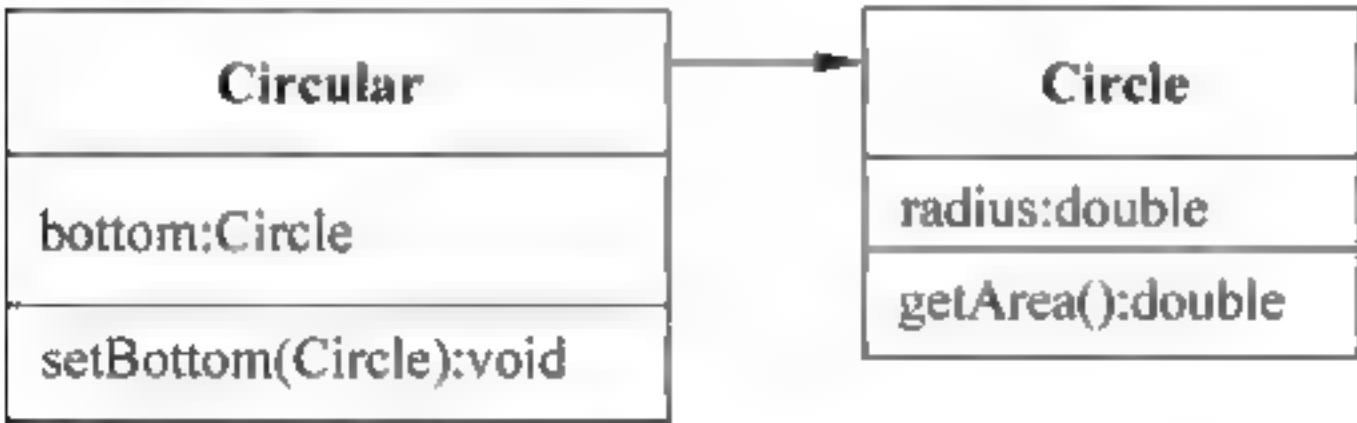 Circular
bottom:Circle
setBottom(Circle):void
Circle
radius:double
getArea():double